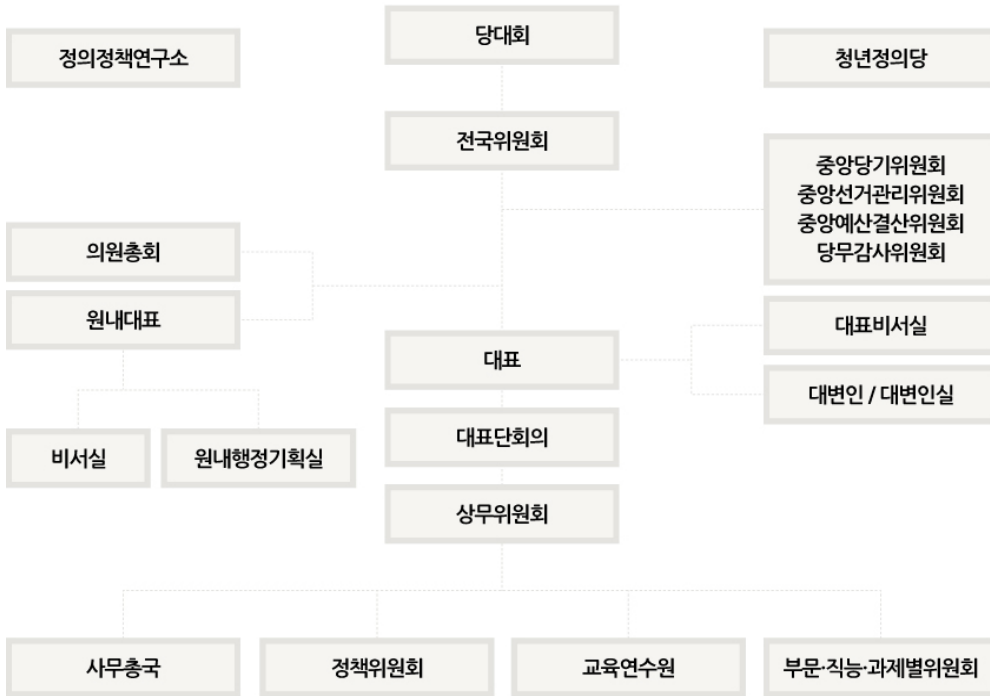 당대회
정의정책연구소
청년정의당
전국위원회
중앙당기위원회
중앙선거관리위원회
중앙예산결산위원회
당무감사위원회
의원총회
원내대표
대표비서실
대표
대변인 / 대변인실
대표단회의
비서실
원내행정기획실
상무위원회
사무총국
정책위원회
교육연수원
부문·직능·과제별위원회